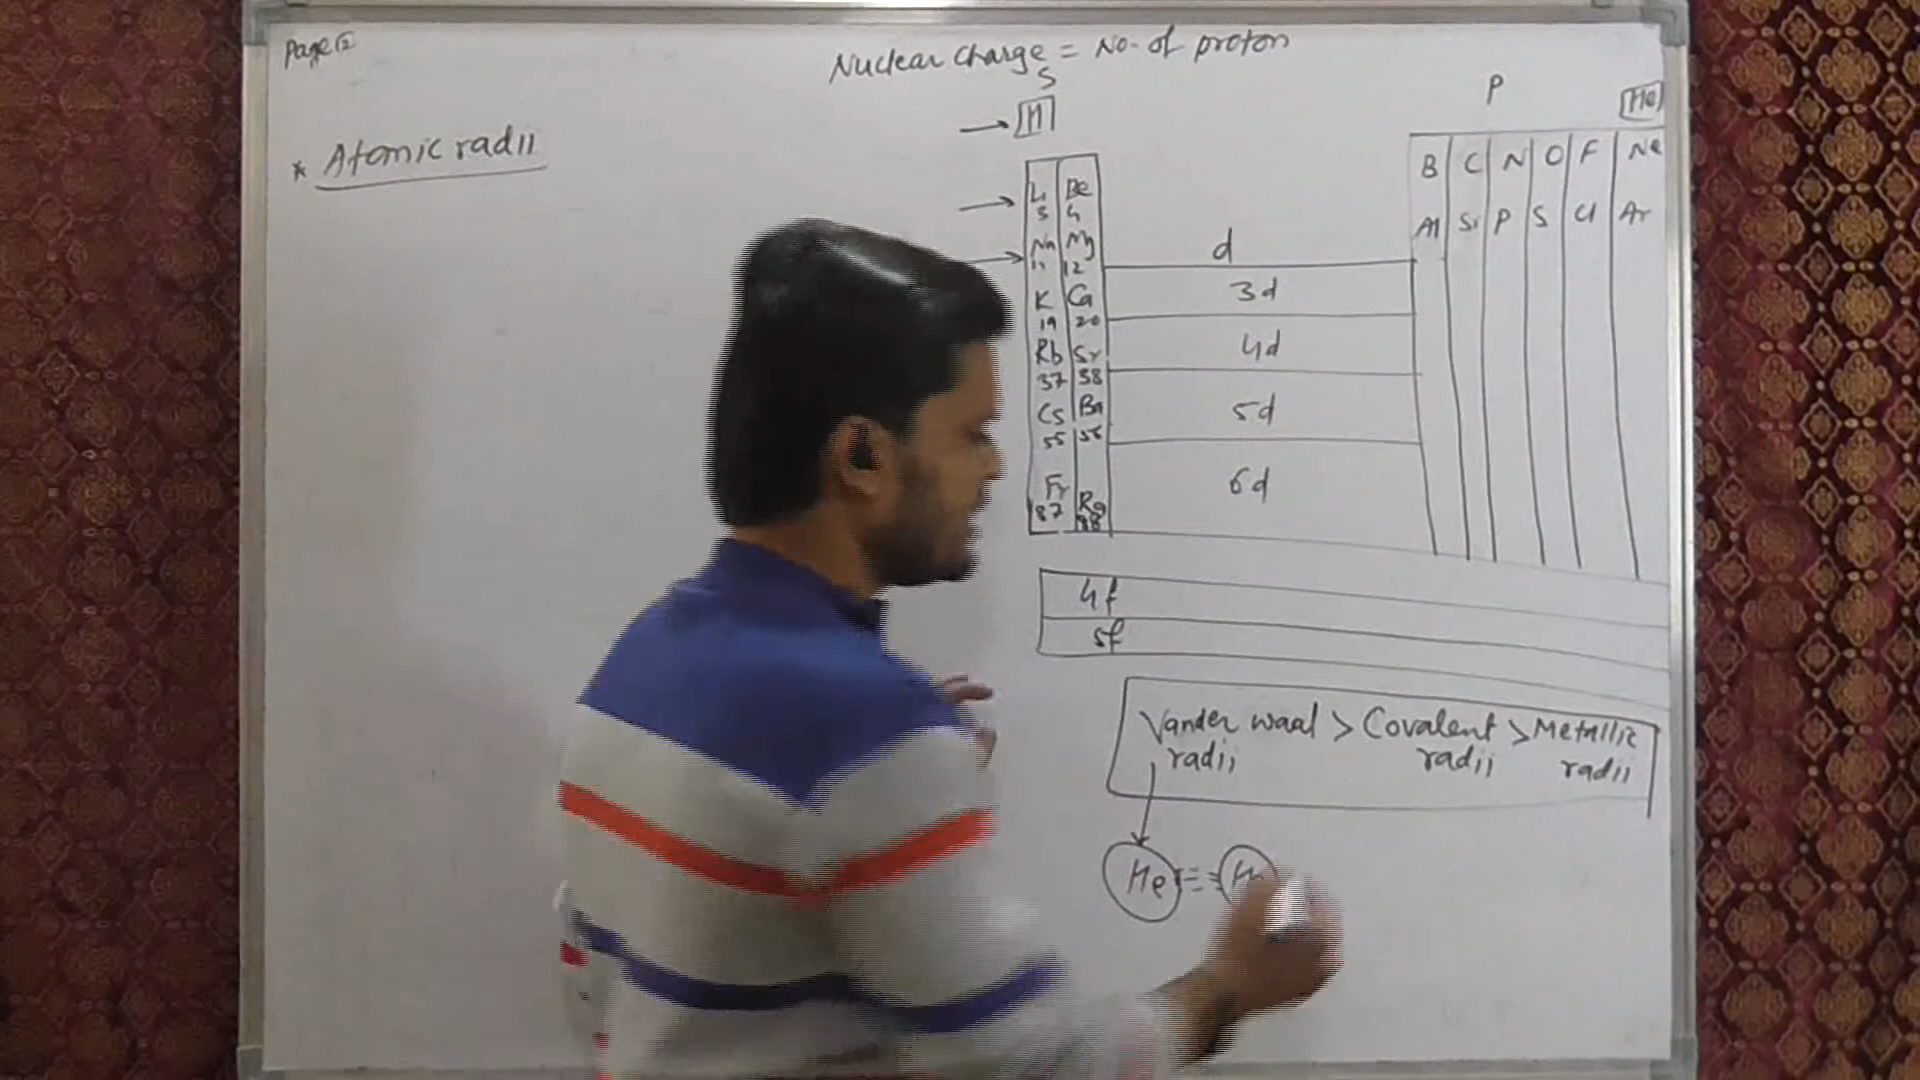 Page 2
Nuclear charge = No. of proton
* Atomic radii
S
H
P
He
Li Be
3 4
Na Mg
11 12
K Ca
19 20
Rb Sr
37 38
Cs Ba
55 56
Fr Ra
87 88
d
3d
4d
5d
6d
B C N O F Ne
Al Si P S Cl Ar
4f
5f
Vander waal > Covalent > Metallic
radii radii radii
He